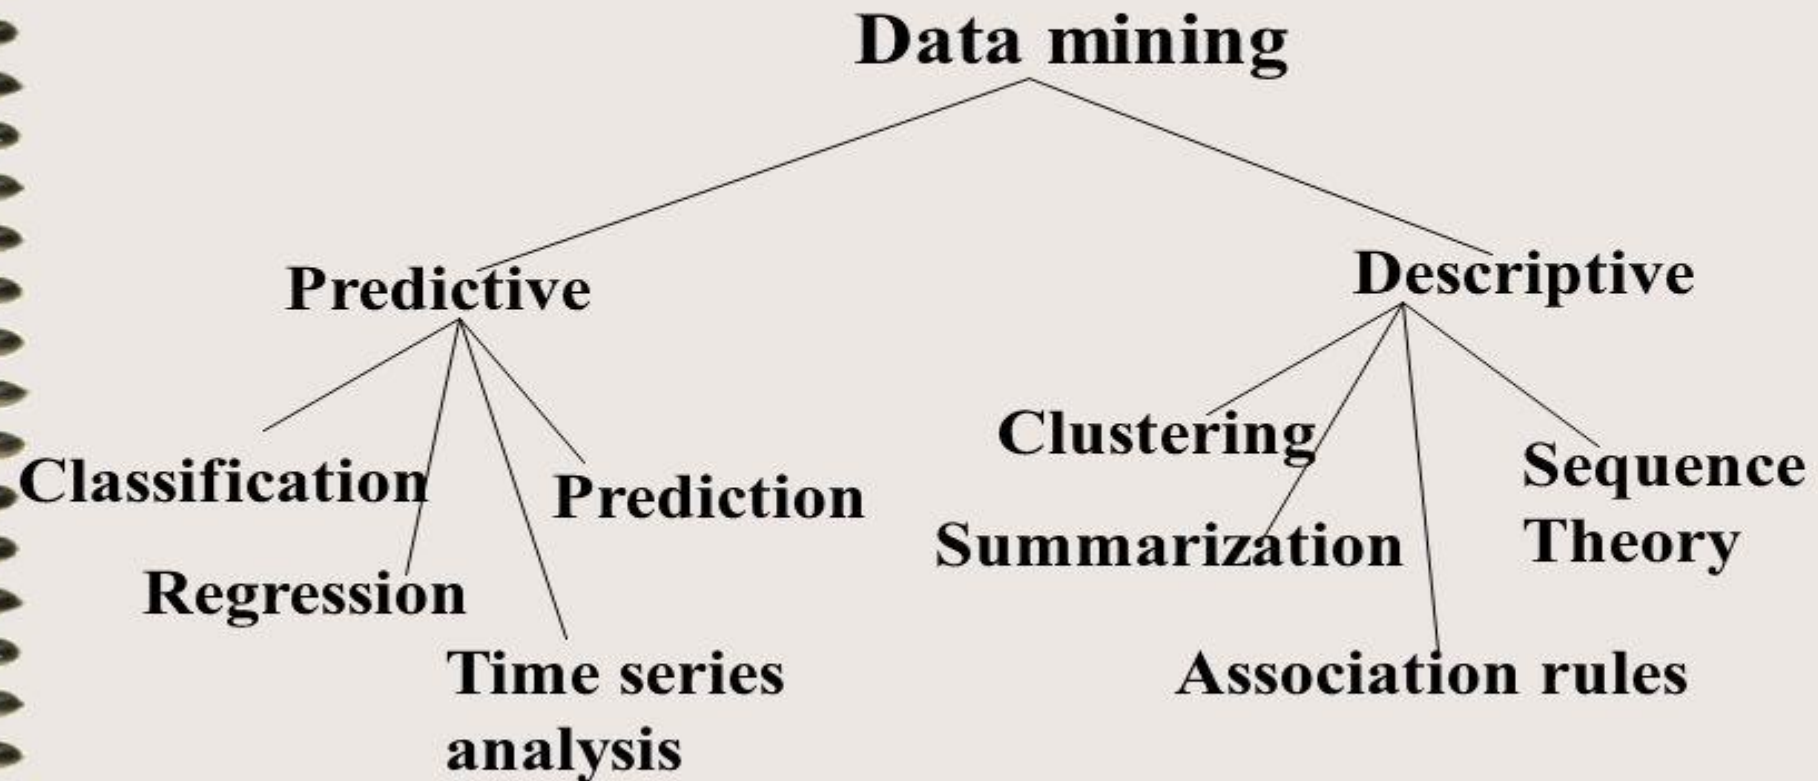 Data mining
Predictive
Descriptive
Classification
Regression
Time series
analysis
Prediction
Clustering
Summarization
Association rules
Sequence
Theory